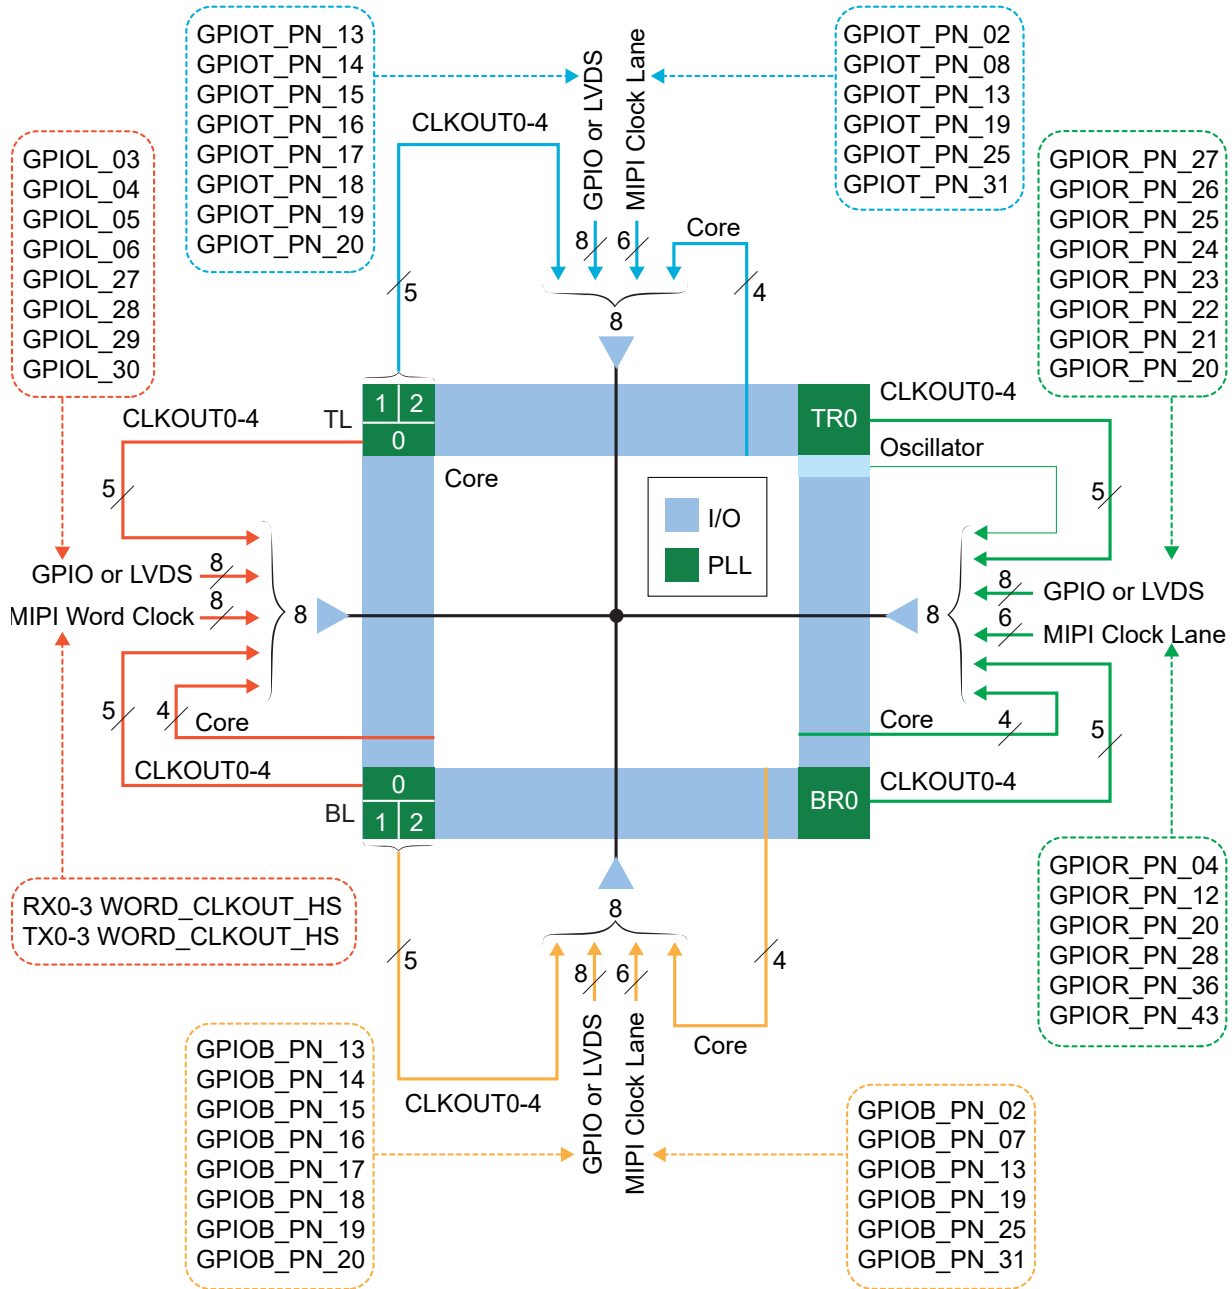 GPIOT_PN_13
GPIOT_PN_14
GPIOT_PN_15
GPIOT_PN_16
GPIOT_PN_17
GPIOT_PN_18
GPIOT_PN_19
GPIOT_PN_20
GPIO or LVDS
MIPI Clock Lane
GPIOT_PN_02
GPIOT_PN_08
GPIOT_PN_13
GPIOT_PN_19
GPIOT_PN_25
GPIOT_PN_31
CLKOUT0-4
5
8
6
Core
4
8
GPIOL_03
GPIOL_04
GPIOL_05
GPIOL_06
GPIOL_27
GPIOL_28
GPIOL_29
GPIOL_30
GPIOR_PN_27
GPIOR_PN_26
GPIOR_PN_25
GPIOR_PN_24
GPIOR_PN_23
GPIOR_PN_22
GPIOR_PN_21
GPIOR_PN_20
CLKOUT0-4
TL
1 2
0
TR0
CLKOUT0-4
Oscillator
Core
5
5
I/O
PLL
GPIO or LVDS
8
MIPI Word Clock
8
8
8
8
GPIO or LVDS
6
MIPI Clock Lane
5
4
Core
CLKOUT0-4
Core
4
5
CLKOUT0-4
BL
0
1 2
BR0
RX0-3 WORD_CLKOUT_HS
TX0-3 WORD_CLKOUT_HS
GPIOR_PN_04
GPIOR_PN_12
GPIOR_PN_20
GPIOR_PN_28
GPIOR_PN_36
GPIOR_PN_43
8
5
8
6
4
Core
CLKOUT0-4
GPIO or LVDS
MIPI Clock Lane
GPIOB_PN_13
GPIOB_PN_14
GPIOB_PN_15
GPIOB_PN_16
GPIOB_PN_17
GPIOB_PN_18
GPIOB_PN_19
GPIOB_PN_20
GPIOB_PN_02
GPIOB_PN_07
GPIOB_PN_13
GPIOB_PN_19
GPIOB_PN_25
GPIOB_PN_31